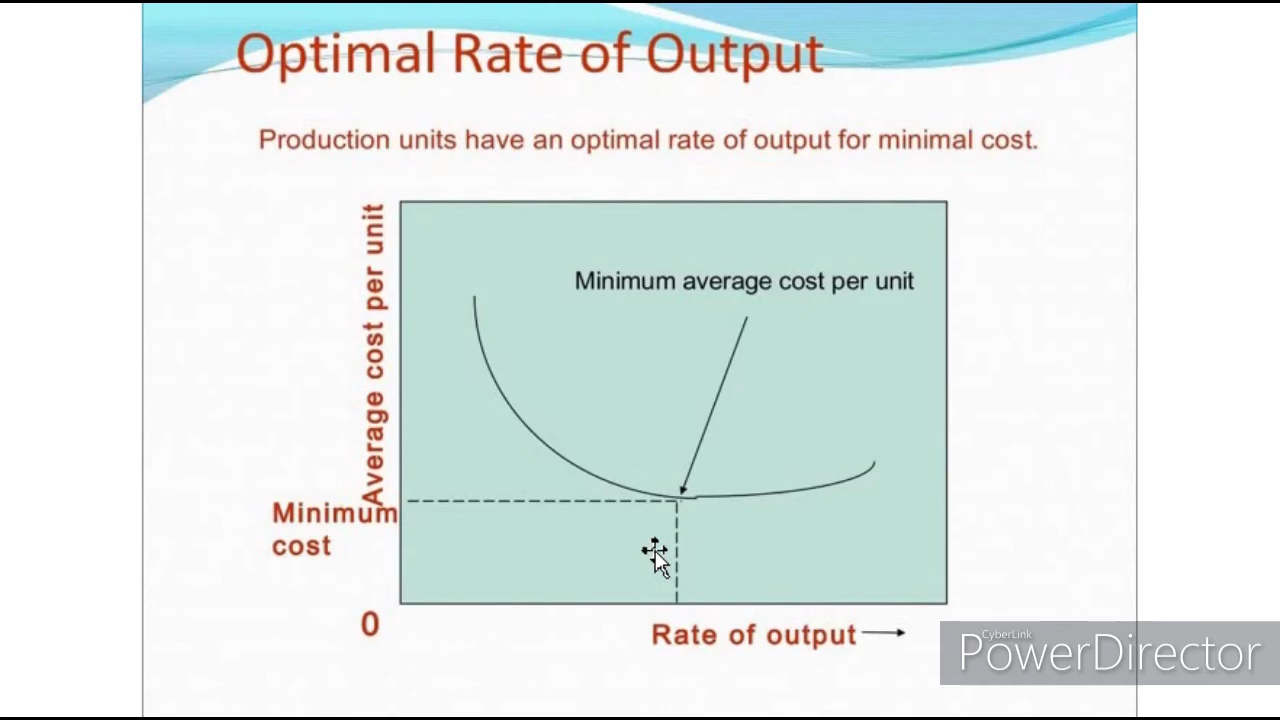 Optimal Rate of Output
Production units have an optimal rate of output for minimal cost.
Average cost per unit
Minimum average cost per unit
Minimum
cost
0
Rate of output
CyberLink
PowerDirector